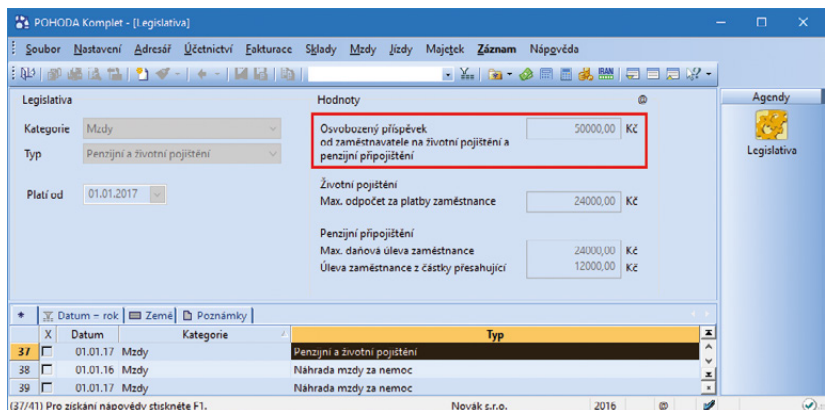 POHODA Komplet - [Legislativa]
Soubor Nastavení Adresář Účetnictví Fakturace Sklady Mzdy Jízdy Majetek Záznam Nápověda
IBAN
Legislativa
Kategorie Mzdy
Typ Penzijní a životní pojištění
Platí od 01.01.2017
Hodnoty @
Osvobozený příspěvek 50000,00 Kč
od zaměstnavatele na životní pojištění a
penzijní připojištění
Životní pojištění
Max. odpočet za platby zaměstnance 24000,00 Kč
Penzijní připojištění
Max. daňová úleva zaměstnance 24000,00 Kč
Úleva zaměstnance z částky přesahující 12000,00 Kč
Agendy
Legislativa
* Datum = rok Země Poznámky
X Datum Kategorie Typ
37 01.01.17 Mzdy Penzijní a životní pojištění
38 01.01.16 Mzdy Náhrada mzdy za nemoc
39 01.01.17 Mzdy Náhrada mzdy za nemoc
(37/41) Pro získání nápovědy stiskněte F1. Novák s.r.o. 2016 @